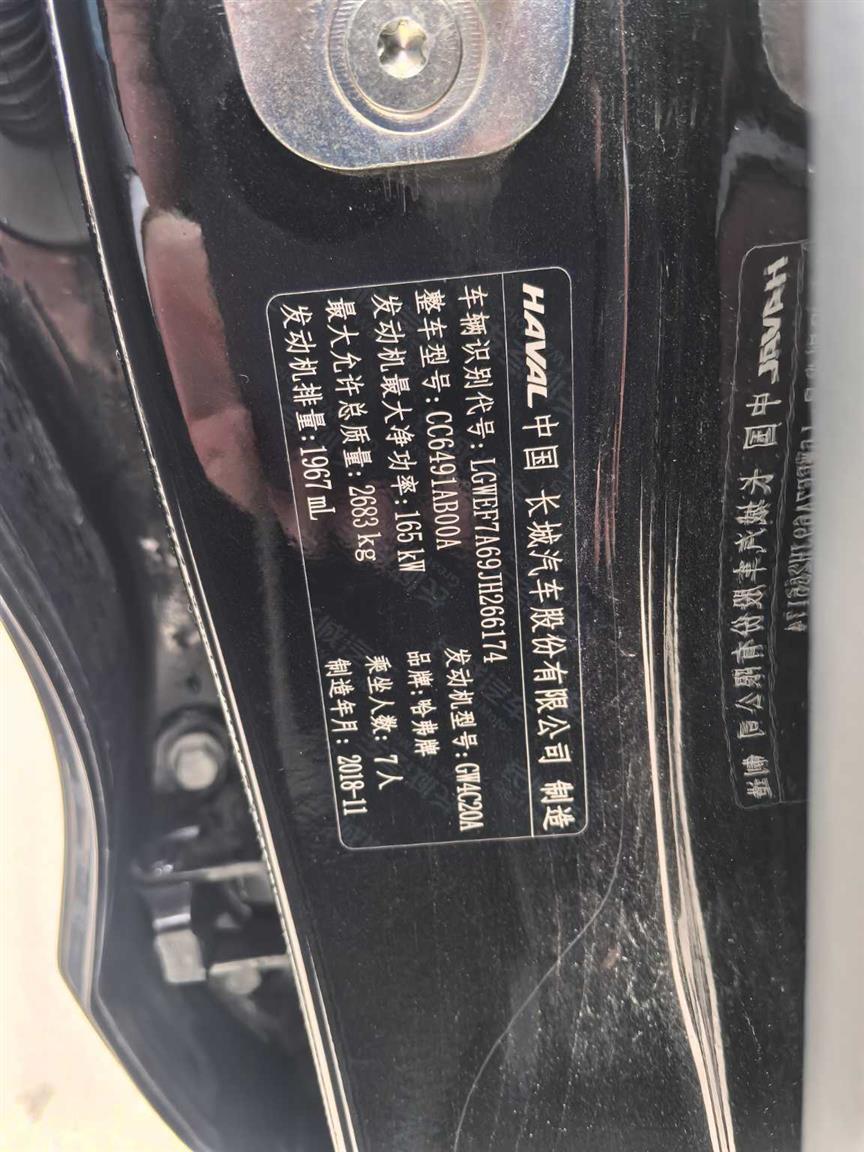 HAVAL 中国 长城汽车股份有限公司 制造
车辆识别代号：LGWEF7A69JH266174
整车型号：CC6491AB00A 发动机型号：GW4C20A
发动机最大净功率：165 kW 品牌：哈弗牌
最大允许总质量：2683 kg 乘坐人数：7人
发动机排量：1967 mL 制造年月：2018-11